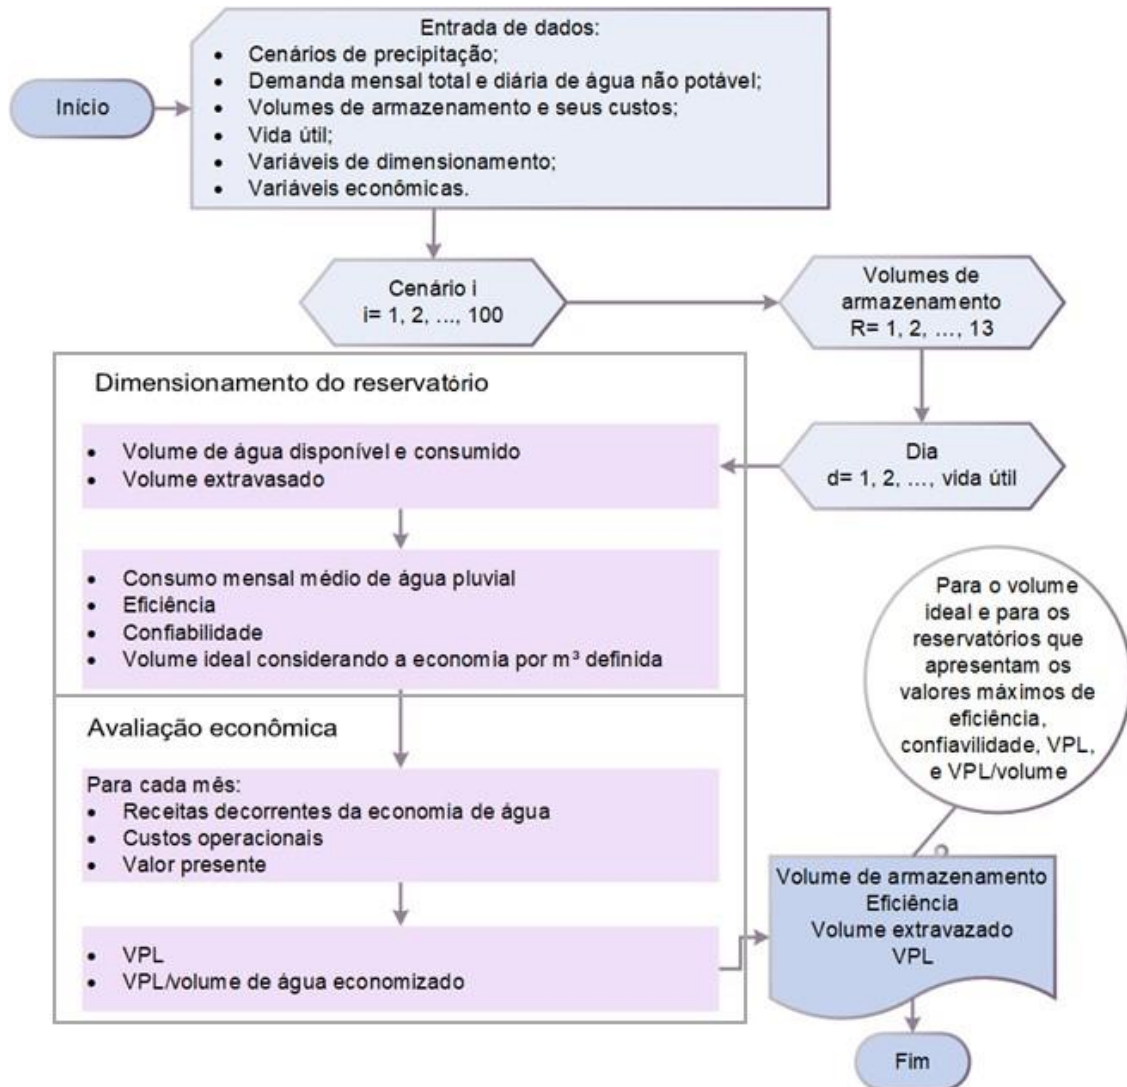 Início
Entrada de dados:
• Cenários de precipitação;
• Demanda mensal total e diária de água não potável;
• Volumes de armazenamento e seus custos;
• Vida útil;
• Variáveis de dimensionamento;
• Variáveis econômicas.
Cenário i
i= 1, 2, ..., 100
Volumes de
armazenamento
R= 1, 2, ..., 13
Dia
d= 1, 2, ..., vida útil
Dimensionamento do reservatório
• Volume de água disponível e consumido
• Volume extravasado
• Consumo mensal médio de água pluvial
• Eficiência
• Confiabilidade
• Volume ideal considerando a economia por m³ definida
Avaliação econômica
Para cada mês:
• Receitas decorrentes da economia de água
• Custos operacionais
• Valor presente
• VPL
• VPL/volume de água economizado
Para o volume
ideal e para os
reservatórios que
apresentam os
valores máximos de
eficiência,
confiavilidade, VPL,
e VPL/volume
Volume de armazenamento
Eficiência
Volume extravazado
VPL
Fim